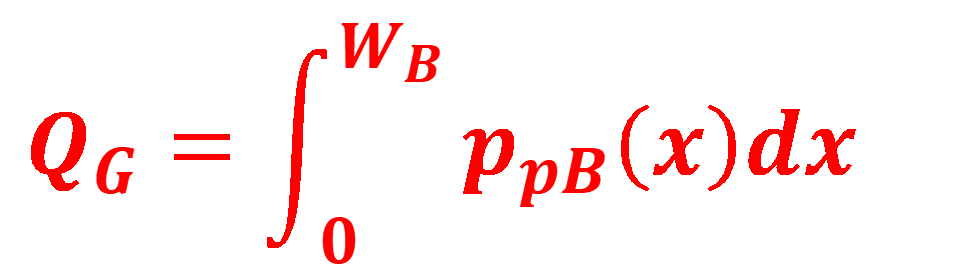 Q_G = ∫_0^{W_B} p_{pB}(x)dx